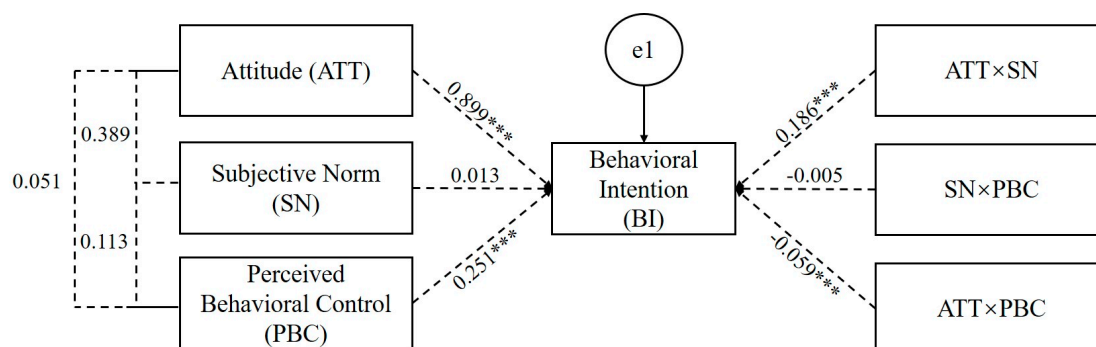 e1
Attitude (ATT)
Subjective Norm
(SN)
Perceived
Behavioral Control
(PBC)
0.389
0.051
0.113
0.899***
0.013
0.251***
Behavioral
Intention
(BI)
0.186***
-0.005
-0.059***
ATT×SN
SN×PBC
ATT×PBC